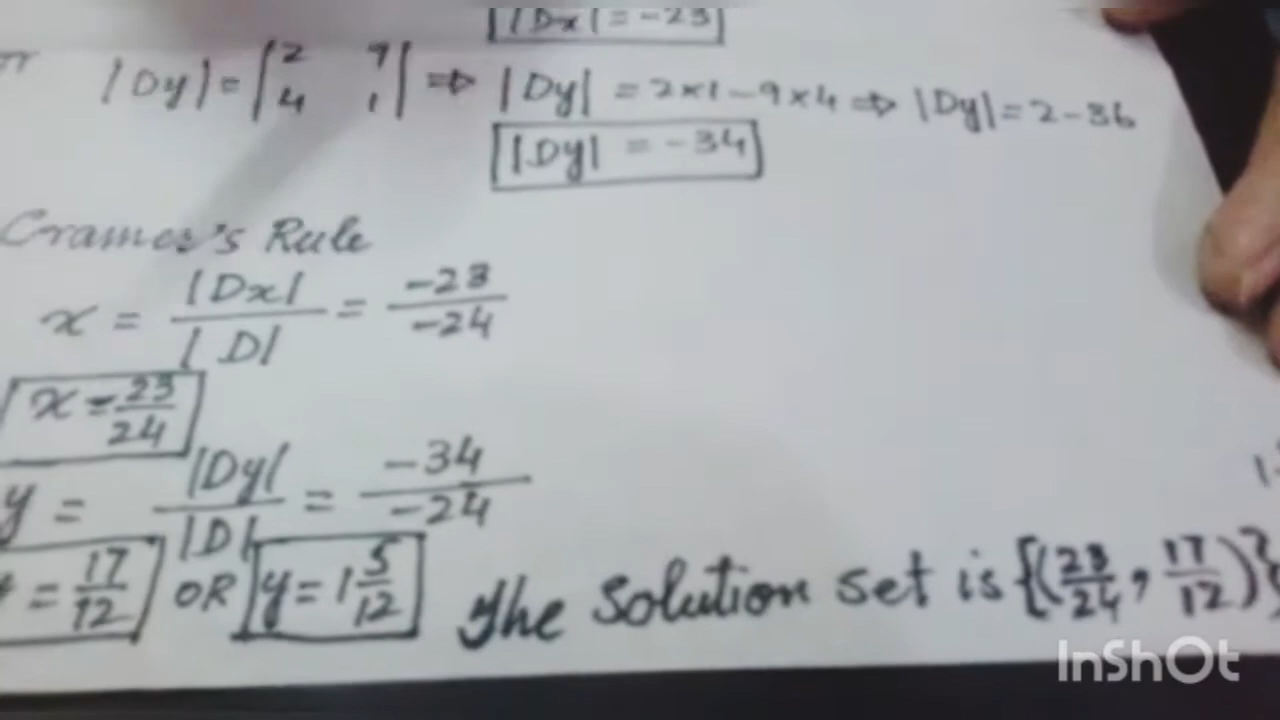 |Dx| = -23
|Dy| = |2 9| => |Dy| = 2×1 - 9×4 => |Dy| = 2 - 36
|4 1|
|Dy| = -34
Cramer's Rule
x = |Dx| / |D| = -23 / -24
x = 23/24
y = |Dy| / |D| = -34 / -24
= 17/12 OR y = 1 5/12 The solution set is {(23/24, 17/12)}
InShOt